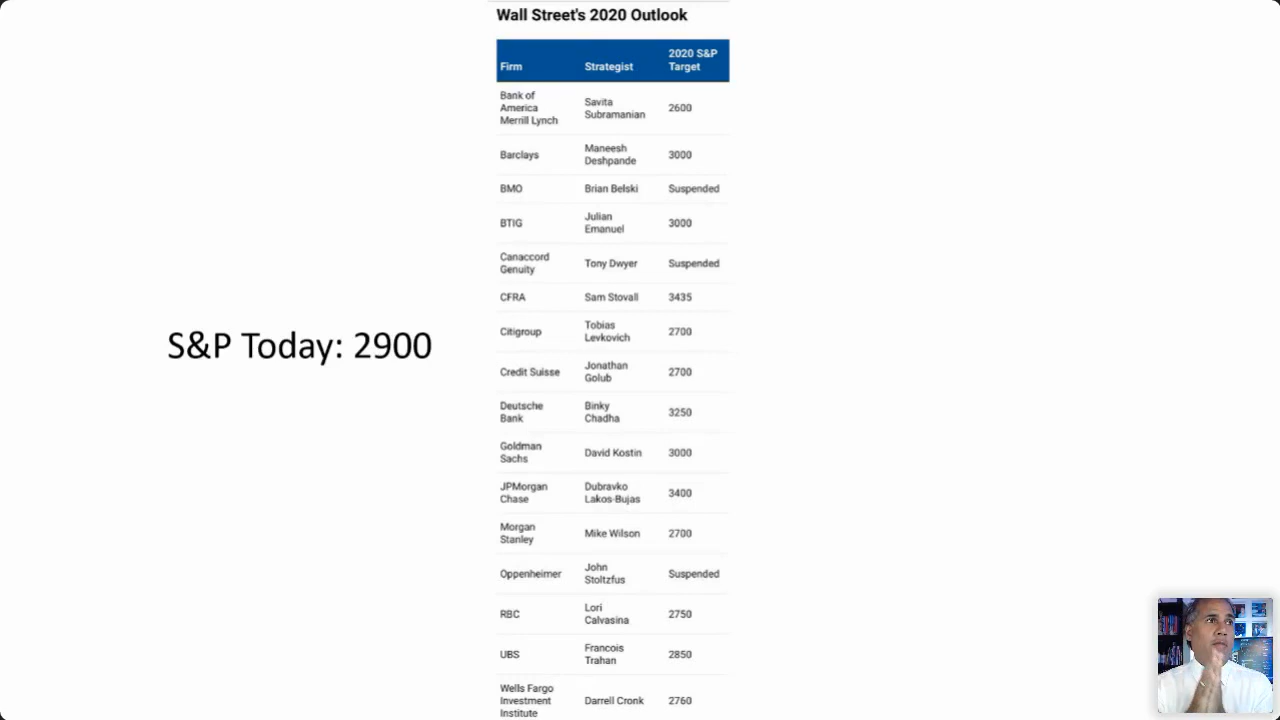 Wall Street's 2020 Outlook
2020 S&P
Firm Strategist Target
Bank of
America
Merrill Lynch
Savita
Subramanian
2600
Barclays
Maneesh
Deshpande
3000
BMO Brian Belski Suspended
BTIG
Julian
Emanuel
3000
Canaccord
Genuity
Tony Dwyer
Suspended
CFRA Sam Stovall 3435
S&P Today: 2900
Citigroup
Tobias
Levkovich
2700
Credit Suisse
Jonathan
Golub
2700
Deutsche
Bank
Binky
Chadha
3250
Goldman
Sachs
David Kostin
3000
JPMorgan
Chase
Dubravko
Lakos-Bujas
3400
Morgan
Stanley
Mike Wilson
2700
Oppenheimer
John
Stoltzfus
Suspended
RBC
Lori
Calvasina
2750
UBS
Francois
Trahan
2850
Wells Fargo
Investment
Institute
Darrell Cronk
2760